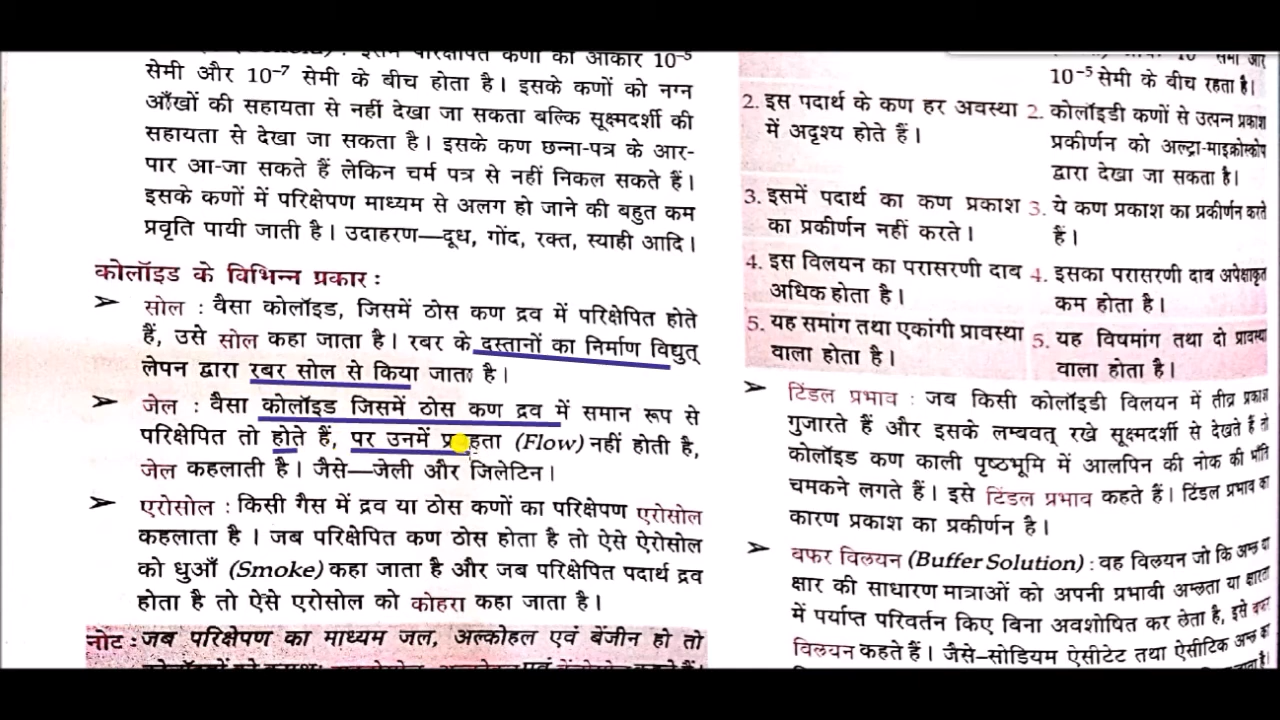 इसमें परिक्षेपित कणों का आकार 10⁻⁵
सेमी और 10⁻⁷ सेमी के बीच होता है। इसके कणों को नग्न
आँखों की सहायता से नहीं देखा जा सकता बल्कि सूक्ष्मदर्शी की
सहायता से देखा जा सकता है। इसके कण छन्ना-पत्र के आर-
पार आ-जा सकते हैं लेकिन चर्म पत्र से नहीं निकल सकते हैं।
इसके कणों में परिक्षेपण माध्यम से अलग हो जाने की बहुत कम
प्रवृति पायी जाती है। उदाहरण—दूध, गोंद, रक्त, स्याही आदि।
कोलॉइड के विभिन्न प्रकार :
➤ सोल : वैसा कोलॉइड, जिसमें ठोस कण द्रव में परिक्षेपित होते
हैं, उसे सोल कहा जाता है। रबर के दस्तानों का निर्माण विद्युत्
लेपन द्वारा रबर सोल से किया जाता है।
➤ जेल : वैसा कोलॉइड जिसमें ठोस कण द्रव में समान रूप से
परिक्षेपित तो होते हैं, पर उनमें (Flow) नहीं होती है,
जेल कहलाती है। जैसे—जेली और जिलेटिन।
➤ एरोसोल : किसी गैस में द्रव या ठोस कणों का परिक्षेपण एरोसोल
कहलाता है। जब परिक्षेपित कण ठोस होता है तो ऐसे ऐरोसोल
को धुआँ (Smoke) कहा जाता है और जब परिक्षेपित पदार्थ द्रव
होता है तो ऐसे एरोसोल को कोहरा कहा जाता है।
नोट : जब परिक्षेपण का माध्यम जल, अल्कोहल एवं बेंजीन हो तो
सेमी और
10⁻⁵ सेमी के बीच रहता है।
2. इस पदार्थ के कण हर अवस्था
में अदृश्य होते हैं।
2. कोलॉइडी कणों से उत्पन्न प्रकाश
प्रकीर्णन को अल्ट्रा-माइक्रोस्कोप
द्वारा देखा जा सकता है।
3. इसमें पदार्थ का कण प्रकाश
का प्रकीर्णन नहीं करते।
3. ये कण प्रकाश का प्रकीर्णन करते
हैं।
4. इस विलयन का परासरणी दाब
अधिक होता है।
4. इसका परासरणी दाब अपेक्षाकृत
कम होता है।
5. यह समांग तथा एकांगी प्रावस्था
वाला होता है।
5. यह विषमांग तथा दो प्रावस्था
वाला होता है।
➤ टिंडल प्रभाव : जब किसी कोलॉइडी विलयन में तीव्र प्रकाश
गुजारते हैं और इसके लम्बवत् रखे सूक्ष्मदर्शी से देखते हैं तो
कोलॉइड कण काली पृष्ठभूमि में आलपिन की नोक की भाँति
चमकने लगते हैं। इसे टिंडल प्रभाव कहते हैं। टिंडल प्रभाव का
कारण प्रकाश का प्रकीर्णन है।
➤ बफर विलयन (Buffer Solution) : वह विलयन जो कि अम्ल या
क्षार की साधारण मात्राओं को अपनी प्रभावी अम्लता या क्षारता
में पर्याप्त परिवर्तन किए बिना अवशोषित कर लेता है, इसे बफर
विलयन कहते हैं। जैसे–सोडियम ऐसीटेट तथा ऐसीटिक अम्ल का